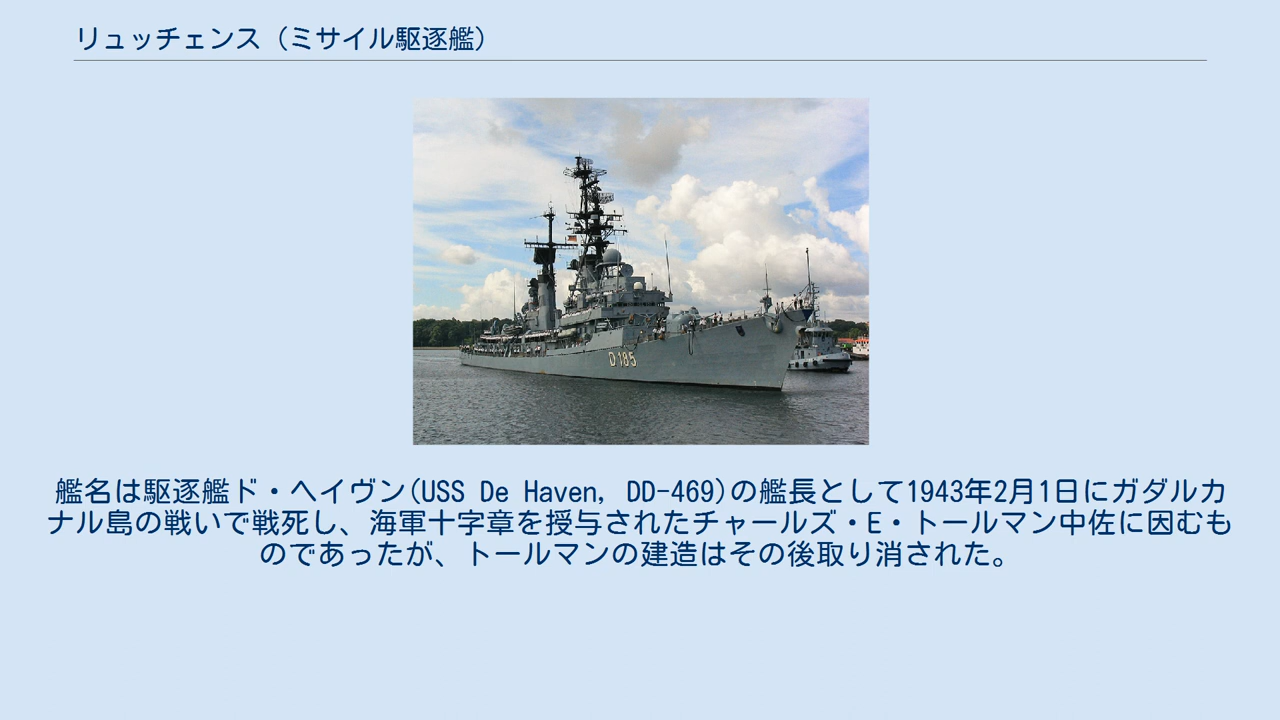 リュッチェンス（ミサイル駆逐艦）
D 185
艦名は駆逐艦ド・ヘイヴン(USS De Haven, DD-469)の艦長として1943年2月1日にガダルカ
ナル島の戦いで戦死し、海軍十字章を授与されたチャールズ・E・トールマン中佐に因むも
のであったが、トールマンの建造はその後取り消された。